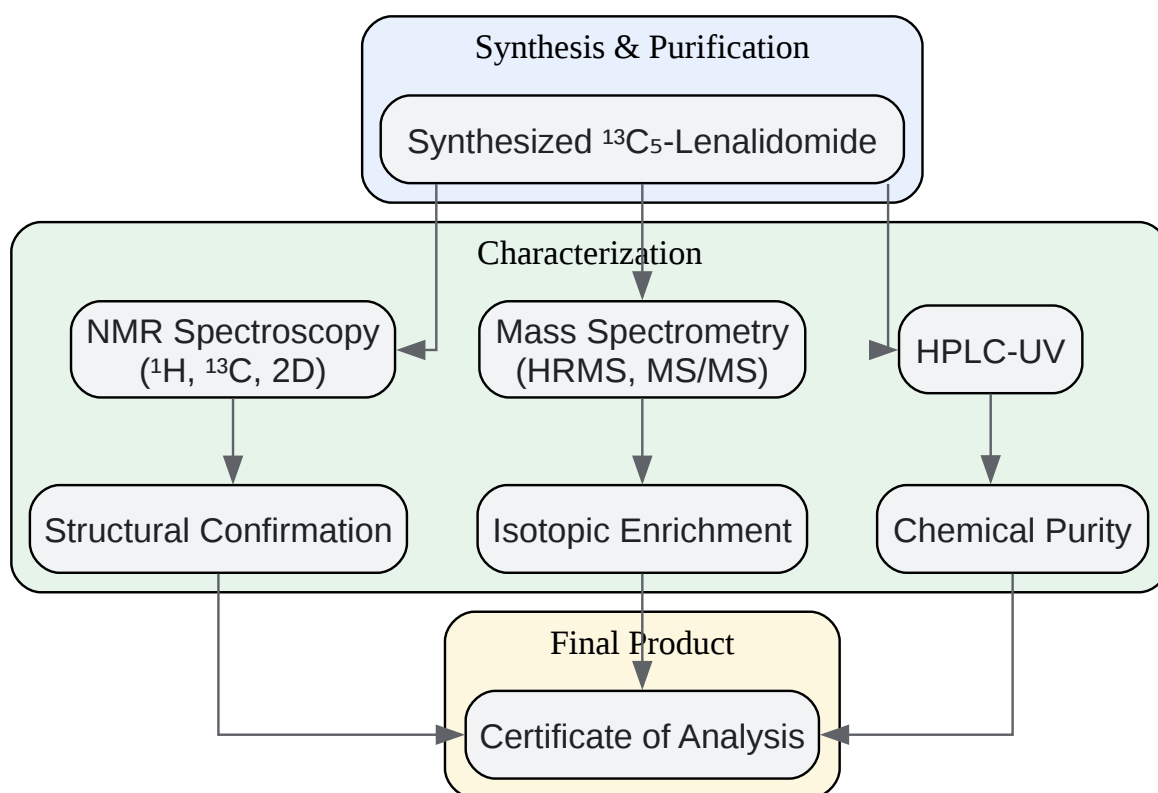 Synthesis & Purification
Synthesized ¹³C₅-Lenalidomide
Characterization
NMR Spectroscopy
(¹H, ¹³C, 2D)
Mass Spectrometry
(HRMS, MS/MS)
HPLC-UV
Structural Confirmation
Isotopic Enrichment
Chemical Purity
Final Product
Certificate of Analysis